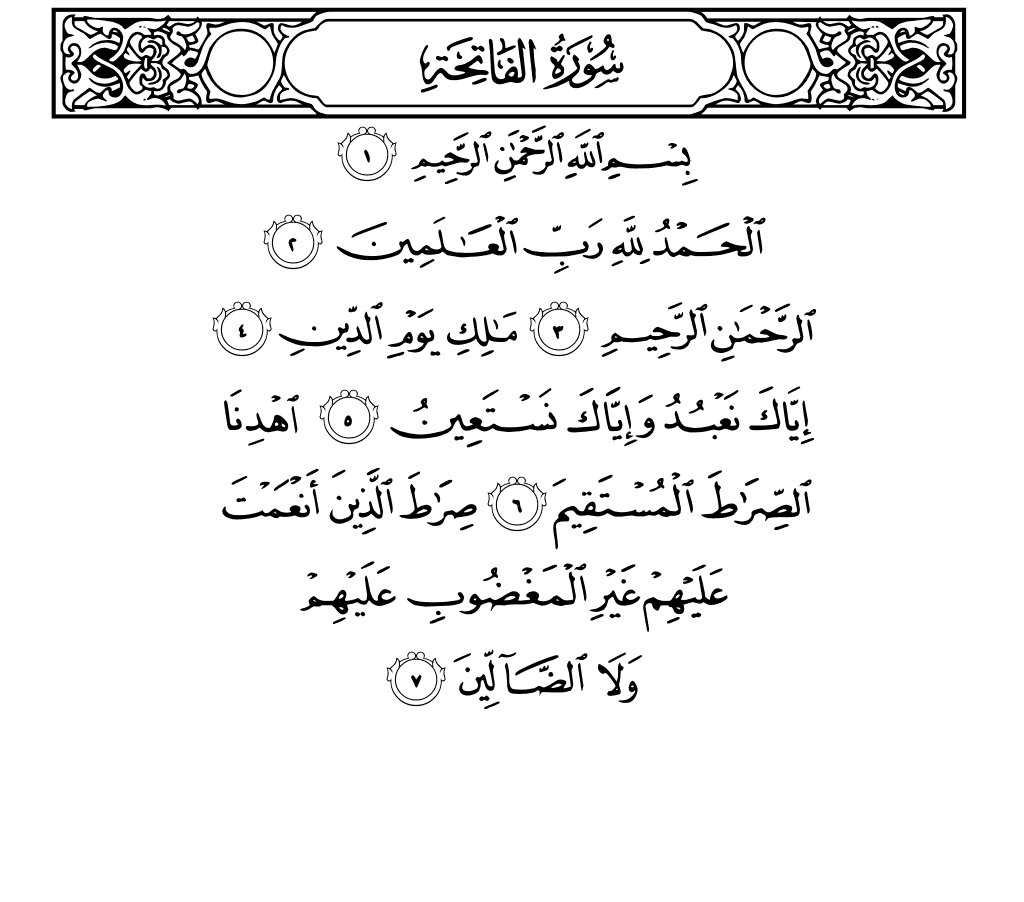 سُورَةُ الفَاتِحَةِ
بِسْمِ ٱللَّهِ ٱلرَّحْمَٰنِ ٱلرَّحِيمِ ١
ٱلْحَمْدُ لِلَّهِ رَبِّ ٱلْعَـٰلَمِينَ ٢
ٱلرَّحْمَـٰنِ ٱلرَّحِيمِ ٣ مَـٰلِكِ يَوْمِ ٱلدِّينِ ٤
إِيَّاكَ نَعْبُدُ وَإِيَّاكَ نَسْتَعِينُ ٥ ٱهْدِنَا
ٱلصِّرَٰطَ ٱلْمُسْتَقِيمَ ٦ صِرَٰطَ ٱلَّذِينَ أَنْعَمْتَ
عَلَيْهِمْ غَيْرِ ٱلْمَغْضُوبِ عَلَيْهِمْ
وَلَا ٱلضَّآلِّينَ ٧